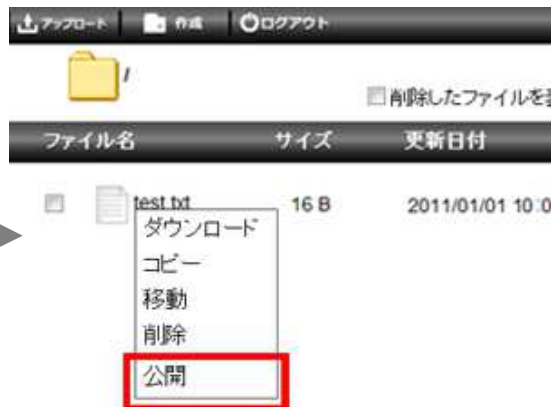 アップロード 作成 ログアウト
/
削除したファイルを
ファイル名 サイズ 更新日付
test.txt 16 B 2011/01/01 10:0
ダウンロード
コピー
移動
削除
公開